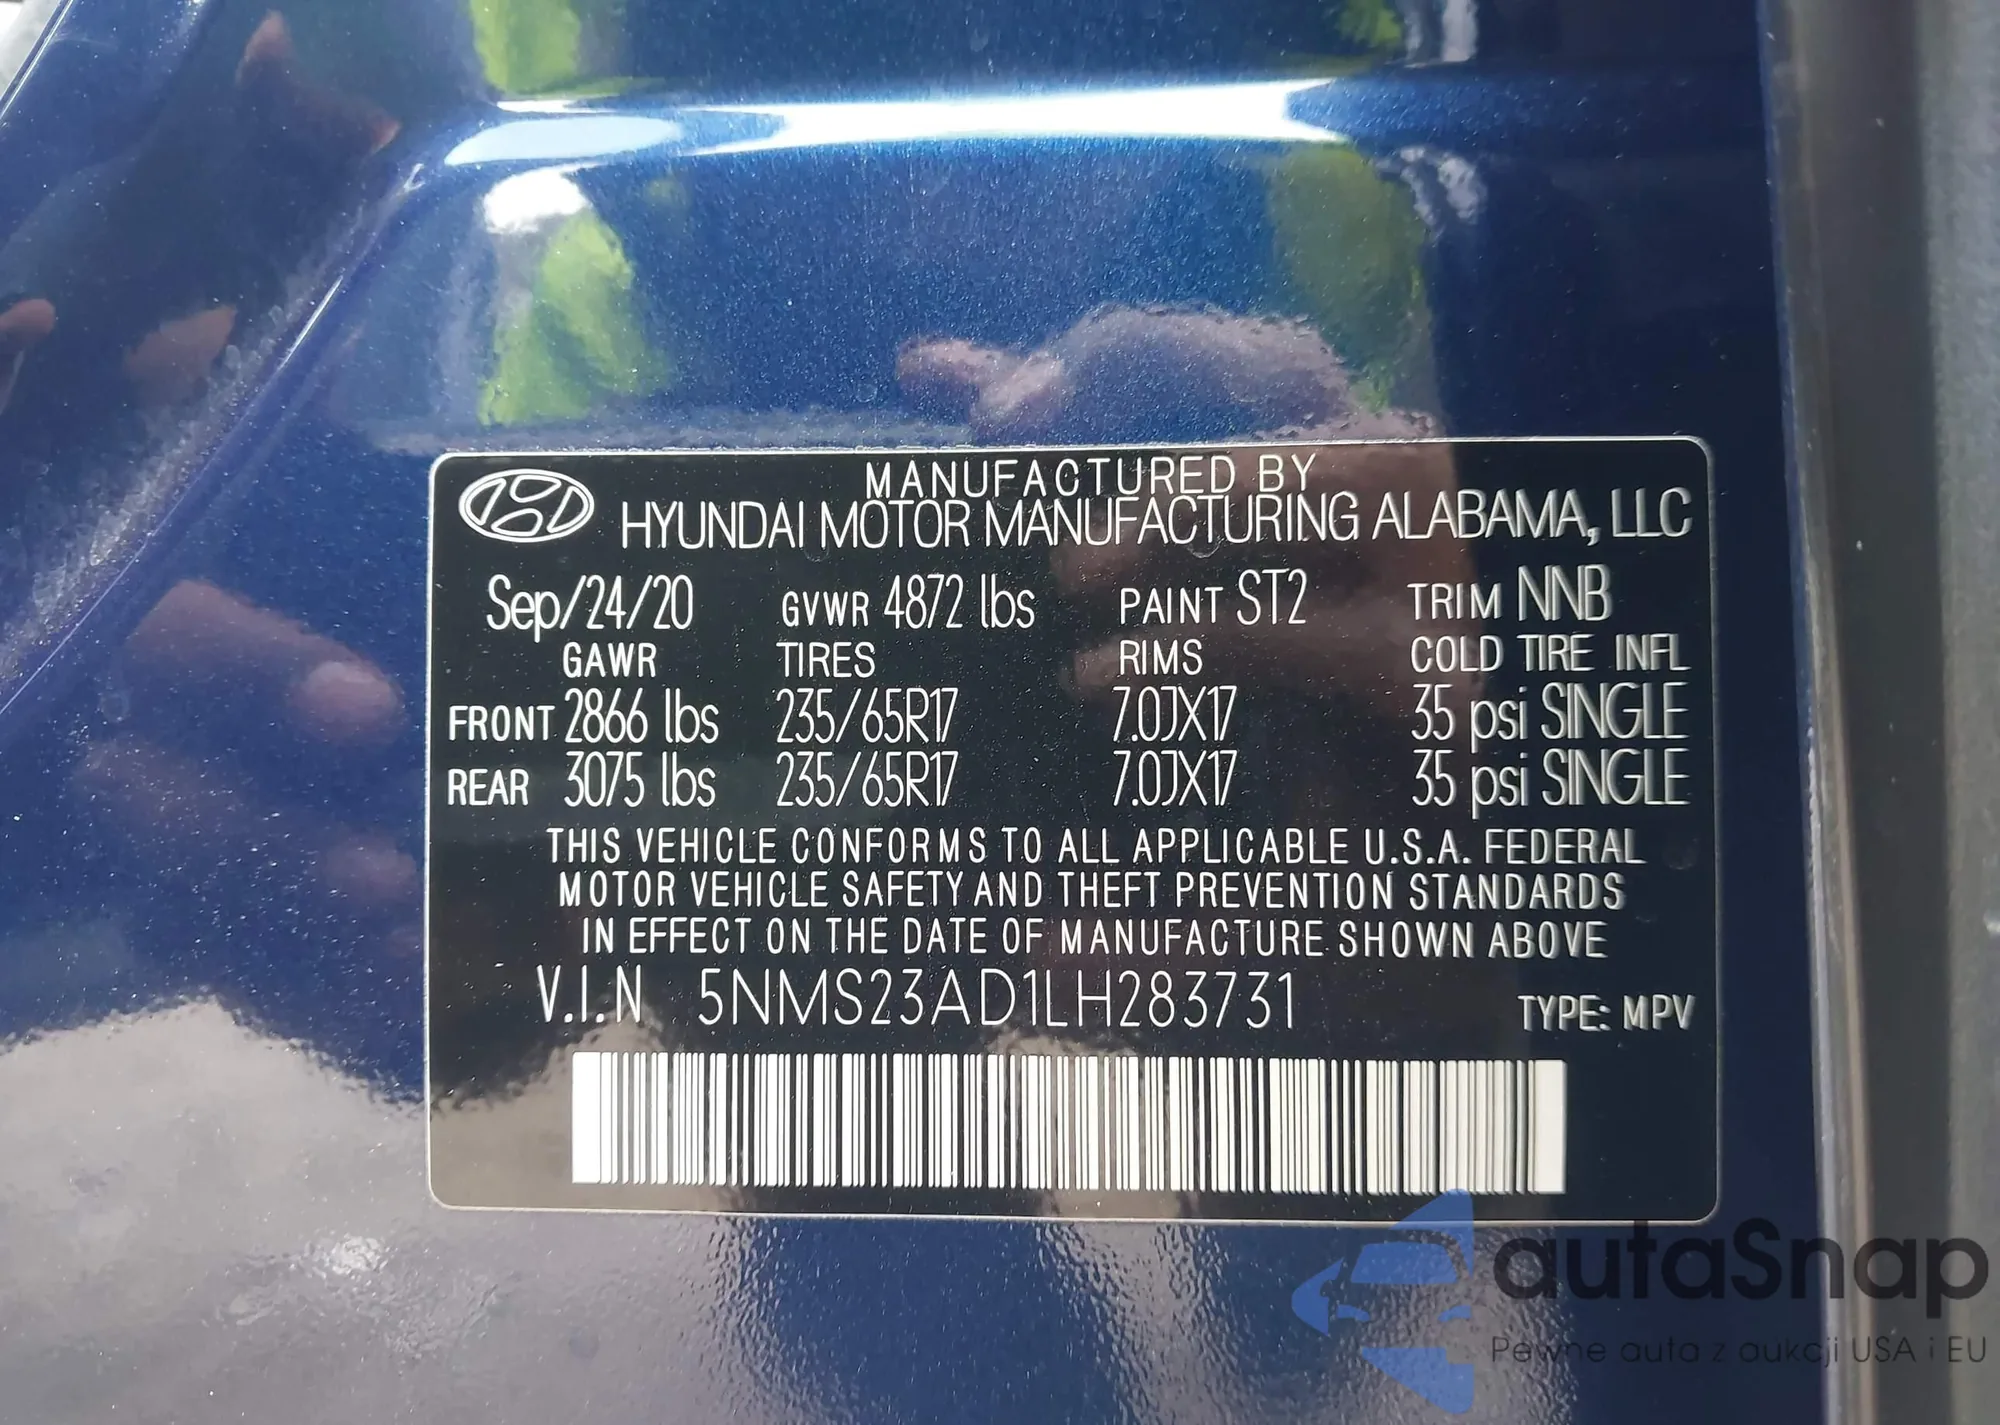 MANUFACTURED BY
HYUNDAI MOTOR MANUFACTURING ALABAMA, LLC
Sep/24/20 GVWR 4872 lbs PAINT ST2 TRIM NNB
GAWR TIRES RIMS COLD TIRE INFL
FRONT 2866 lbs 235/65R17 7.0JX17 35 psi SINGLE
REAR 3075 lbs 235/65R17 7.0JX17 35 psi SINGLE
THIS VEHICLE CONFORMS TO ALL APPLICABLE U.S.A. FEDERAL
MOTOR VEHICLE SAFETY AND THEFT PREVENTION STANDARDS
IN EFFECT ON THE DATE OF MANUFACTURE SHOWN ABOVE
V.I.N 5NMS23AD1LH283731 TYPE: MPV
autaSnap
Pewne auta z aukcji USA i EU